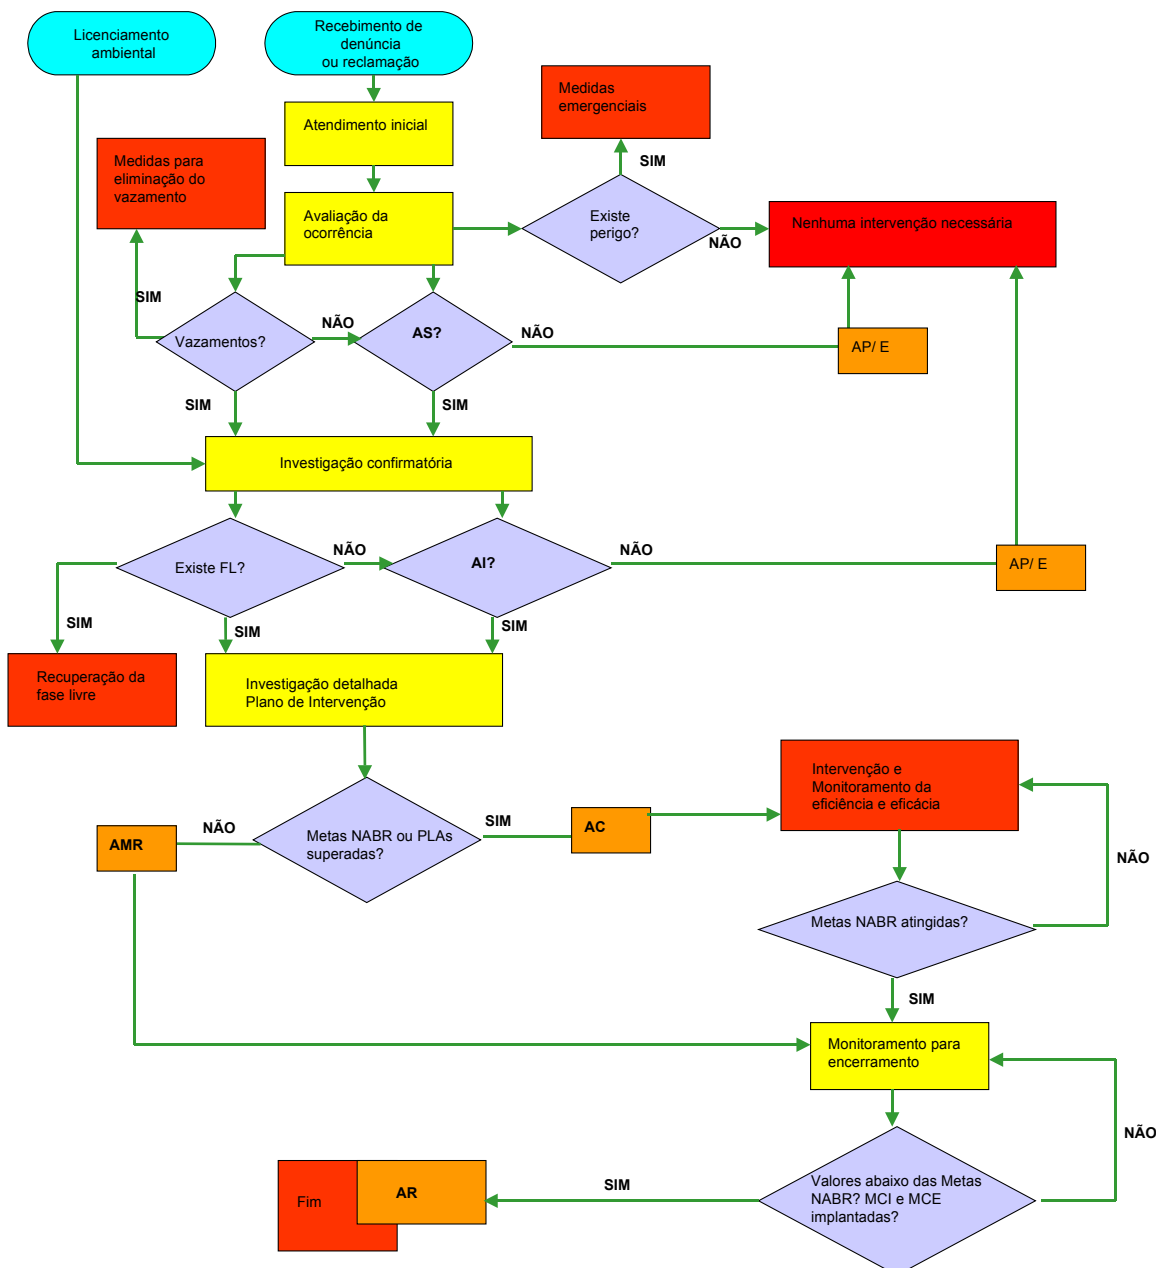 Licenciamento
ambiental
Recebimento de
denúncia
ou reclamação
Medidas
emergenciais
Atendimento inicial
SIM
Medidas para
eliminação do
vazamento
Avaliação da
ocorrência
Existe
perigo?
NÃO
Nenhuma intervenção necessária
SIM
Vazamentos?
NÃO
AS?
NÃO
AP/ E
SIM
SIM
Investigação confirmatória
Existe FL?
NÃO
AI?
NÃO
AP/ E
SIM
SIM
SIM
Recuperação da
fase livre
Investigação detalhada
Plano de Intervenção
Intervenção e
Monitoramento da
eficiência e eficácia
AMR
NÃO
Metas NABR ou PLAs
superadas?
SIM
AC
NÃO
Metas NABR atingidas?
SIM
Monitoramento para
encerramento
NÃO
Valores abaixo das Metas
NABR? MCI e MCE
implantadas?
SIM
AR
Fim